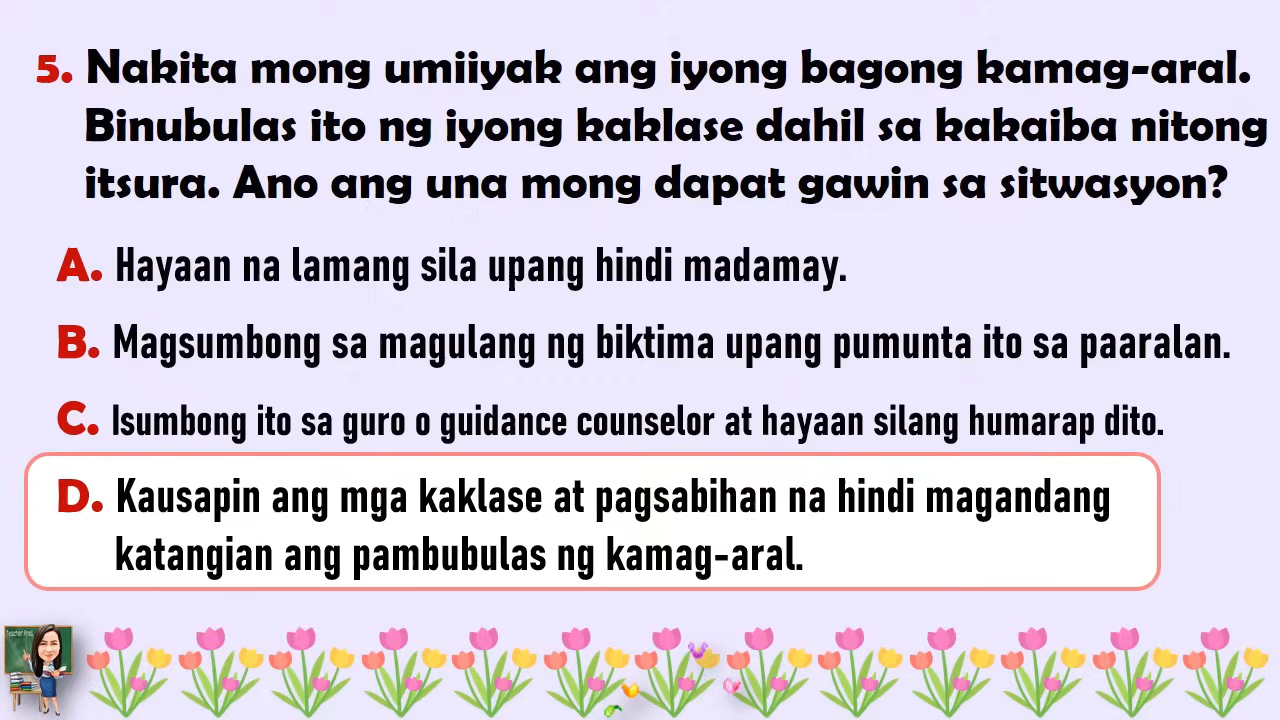 5. Nakita mong umiiyak ang iyong bagong kamag-aral.
Binubulas ito ng iyong kaklase dahil sa kakaiba nitong
itsura. Ano ang una mong dapat gawin sa sitwasyon?
A. Hayaan na lamang sila upang hindi madamay.
B. Magsumbong sa magulang ng biktima upang pumunta ito sa paaralan.
C. Isumbong ito sa guro o guidance counselor at hayaan silang humarap dito.
D. Kausapin ang mga kaklase at pagsabihan na hindi magandang
katangian ang pambubulas ng kamag-aral.